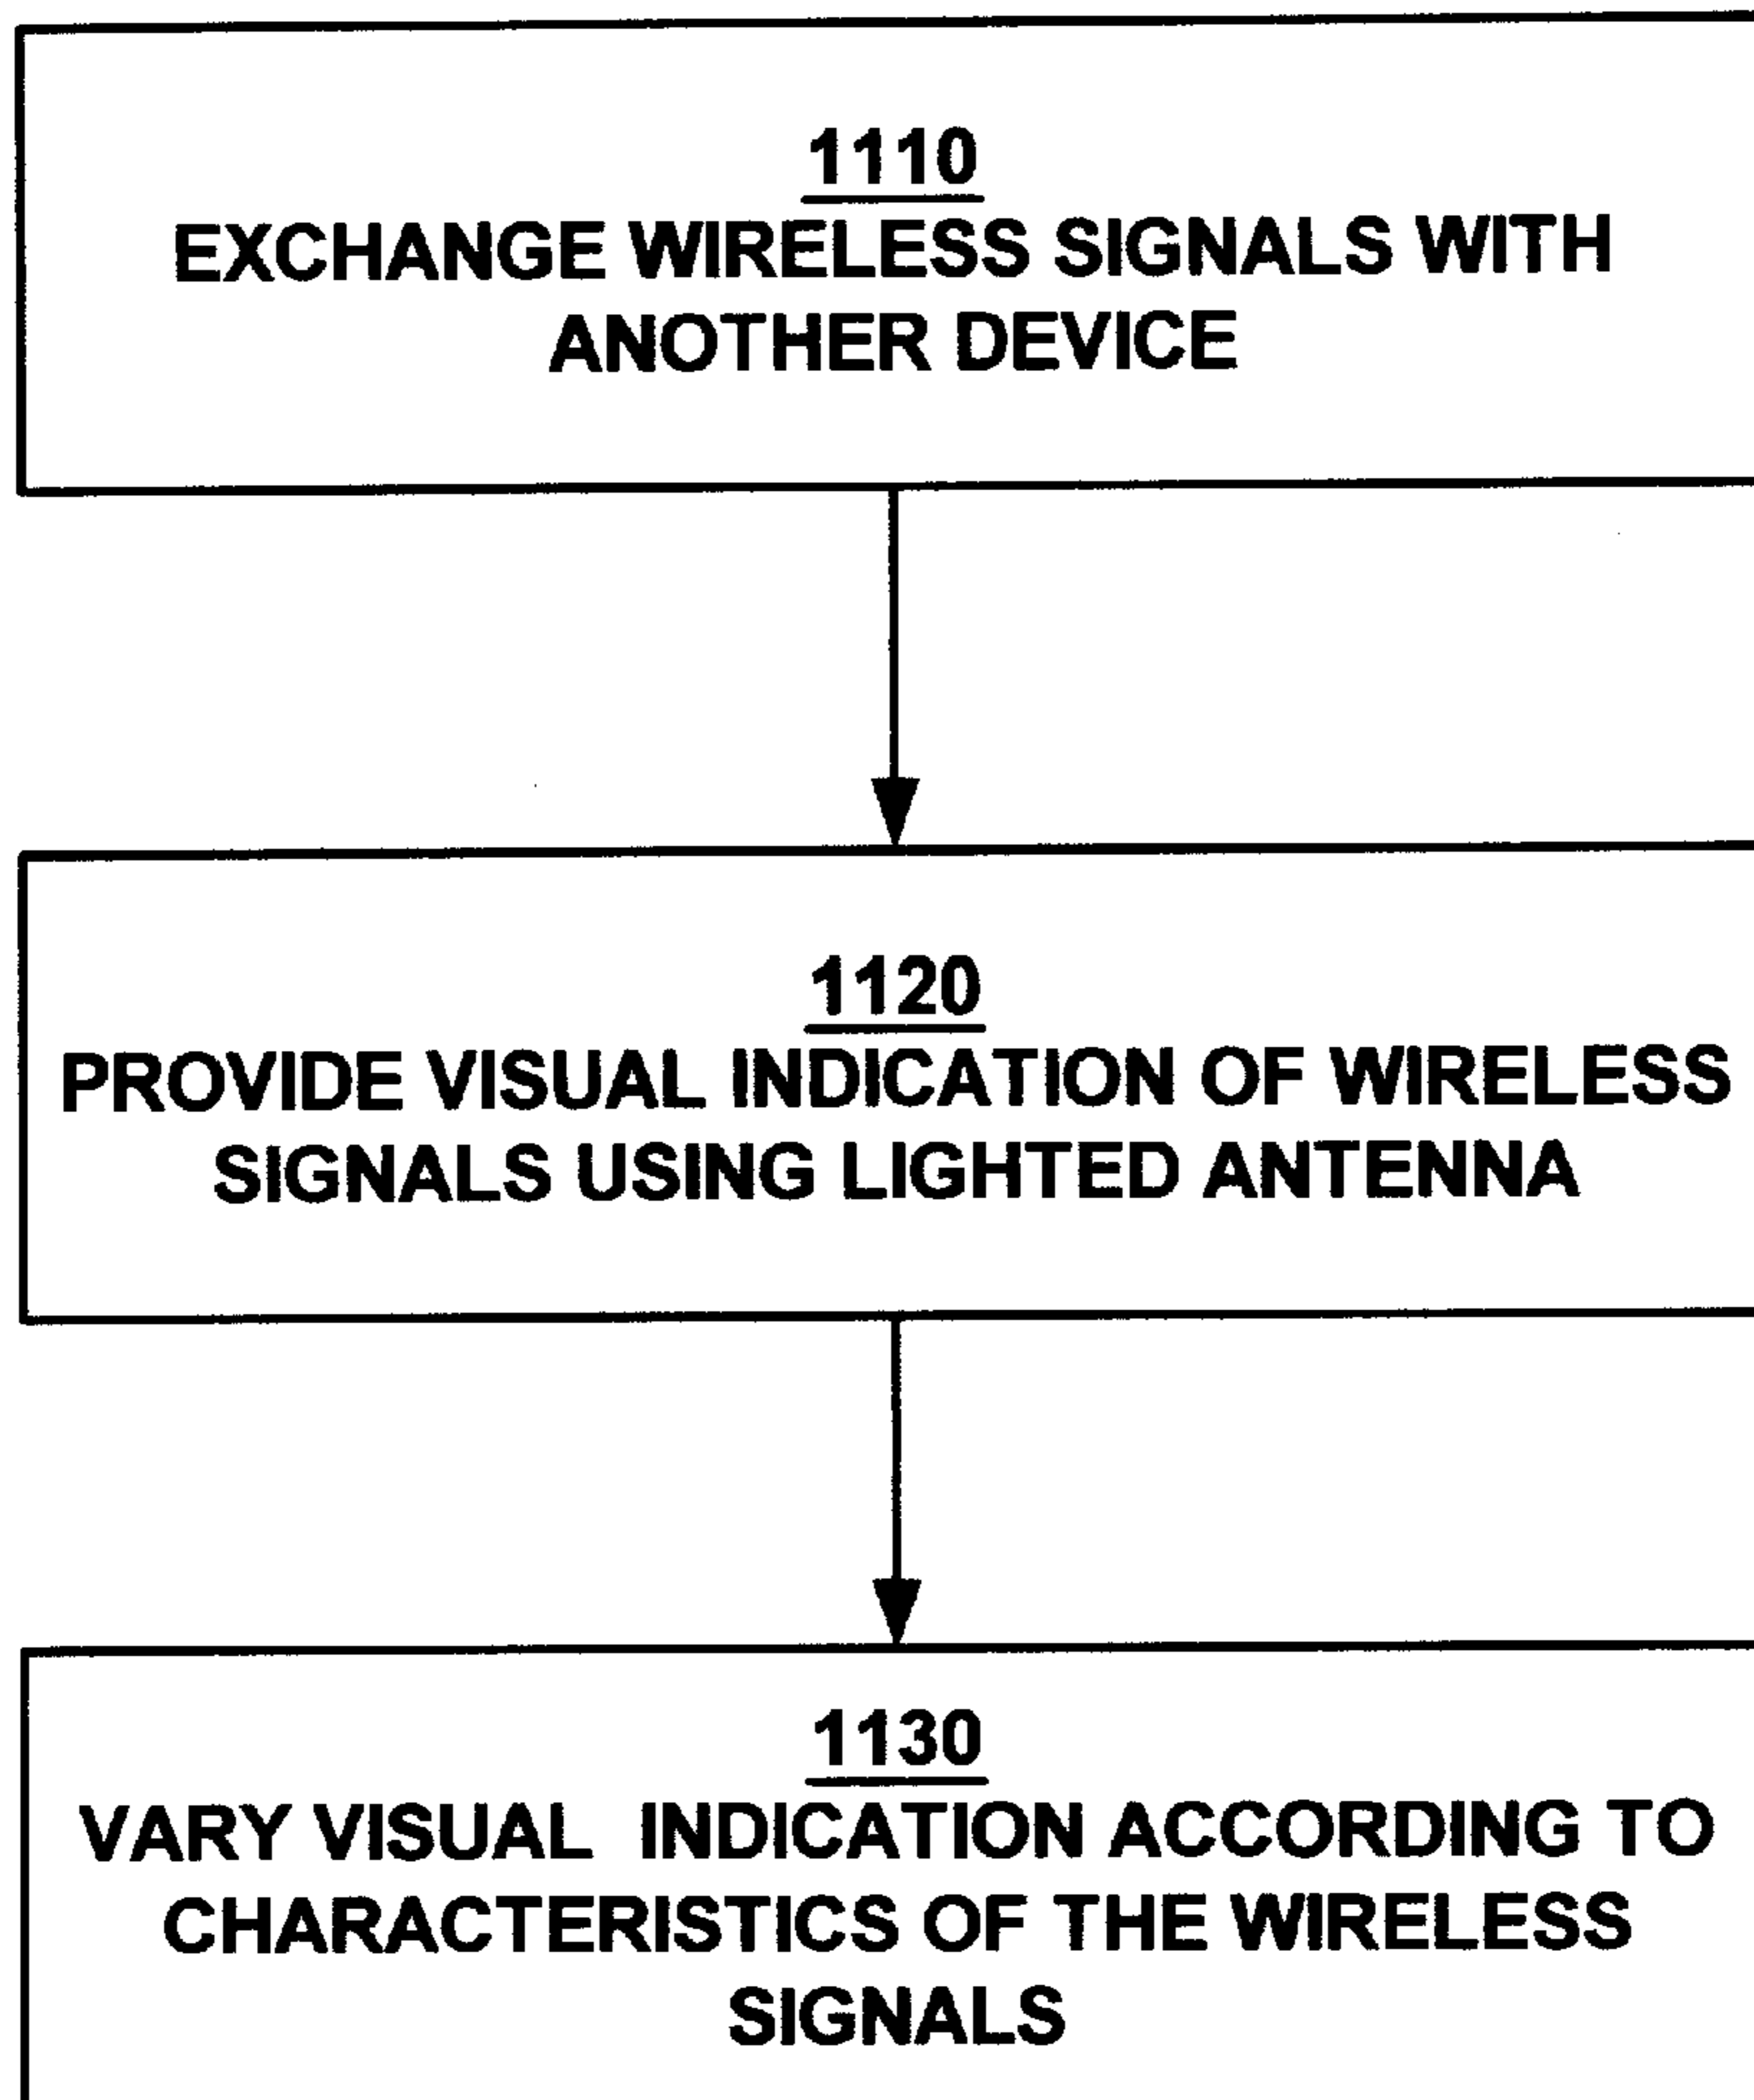 1110
EXCHANGE WIRELESS SIGNALS WITH
ANOTHER DEVICE
1120
PROVIDE VISUAL INDICATION OF WIRELESS
SIGNALS USING LIGHTED ANTENNA
1130
VARY VISUAL INDICATION ACCORDING TO
CHARACTERISTICS OF THE WIRELESS
SIGNALS